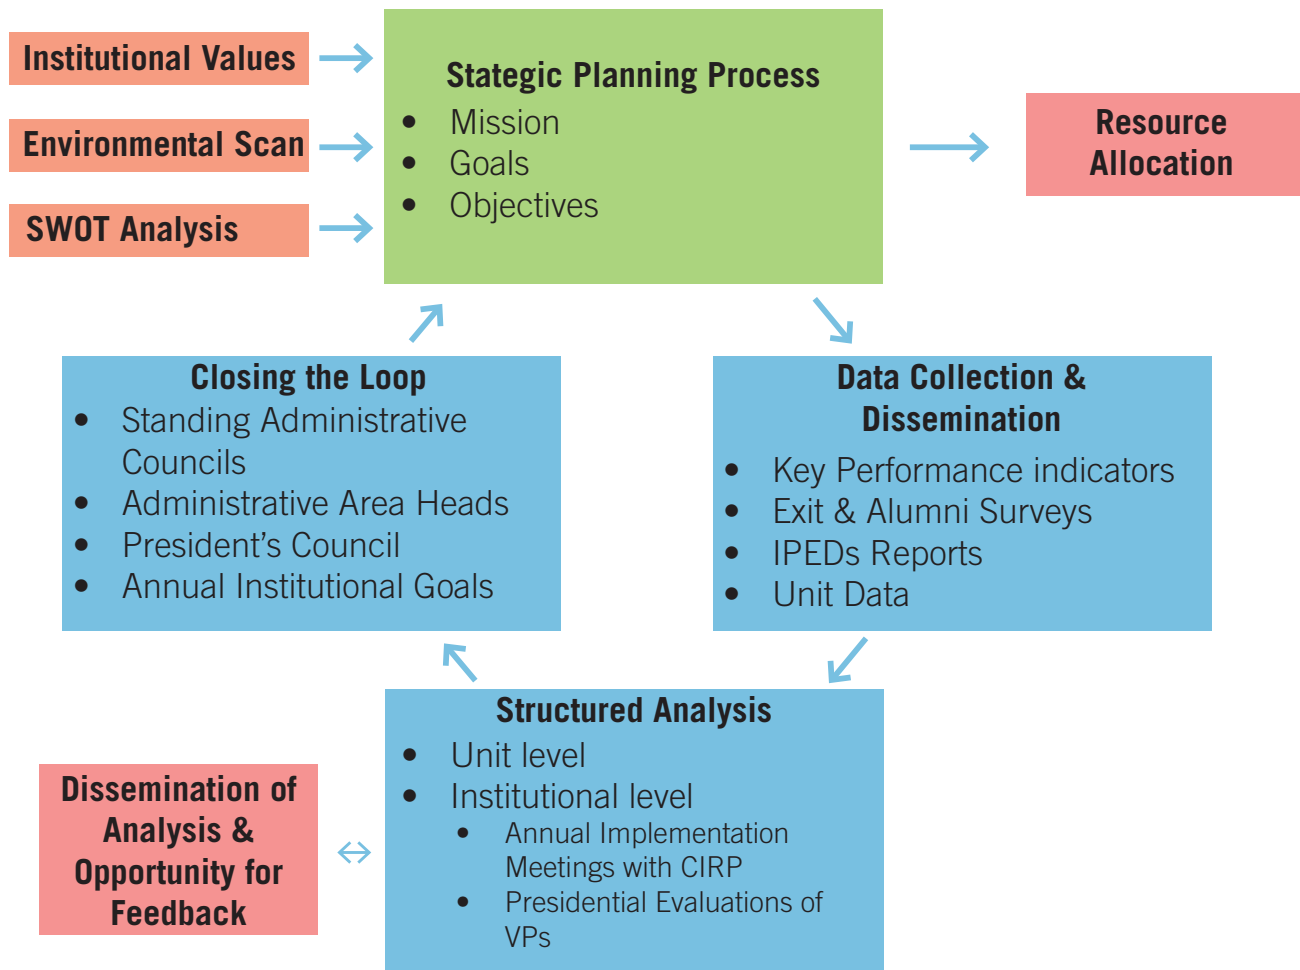 Institutional Values
Environmental Scan
SWOT Analysis
Stategic Planning Process
• Mission
• Goals
• Objectives
Resource
Allocation
Closing the Loop
• Standing Administrative
Councils
• Administrative Area Heads
• President’s Council
• Annual Institutional Goals
Data Collection &
Dissemination
• Key Performance indicators
• Exit & Alumni Surveys
• IPEDs Reports
• Unit Data
Structured Analysis
• Unit level
• Institutional level
• Annual Implementation
Meetings with CIRP
• Presidential Evaluations of
VPs
Dissemination of
Analysis &
Opportunity for
Feedback